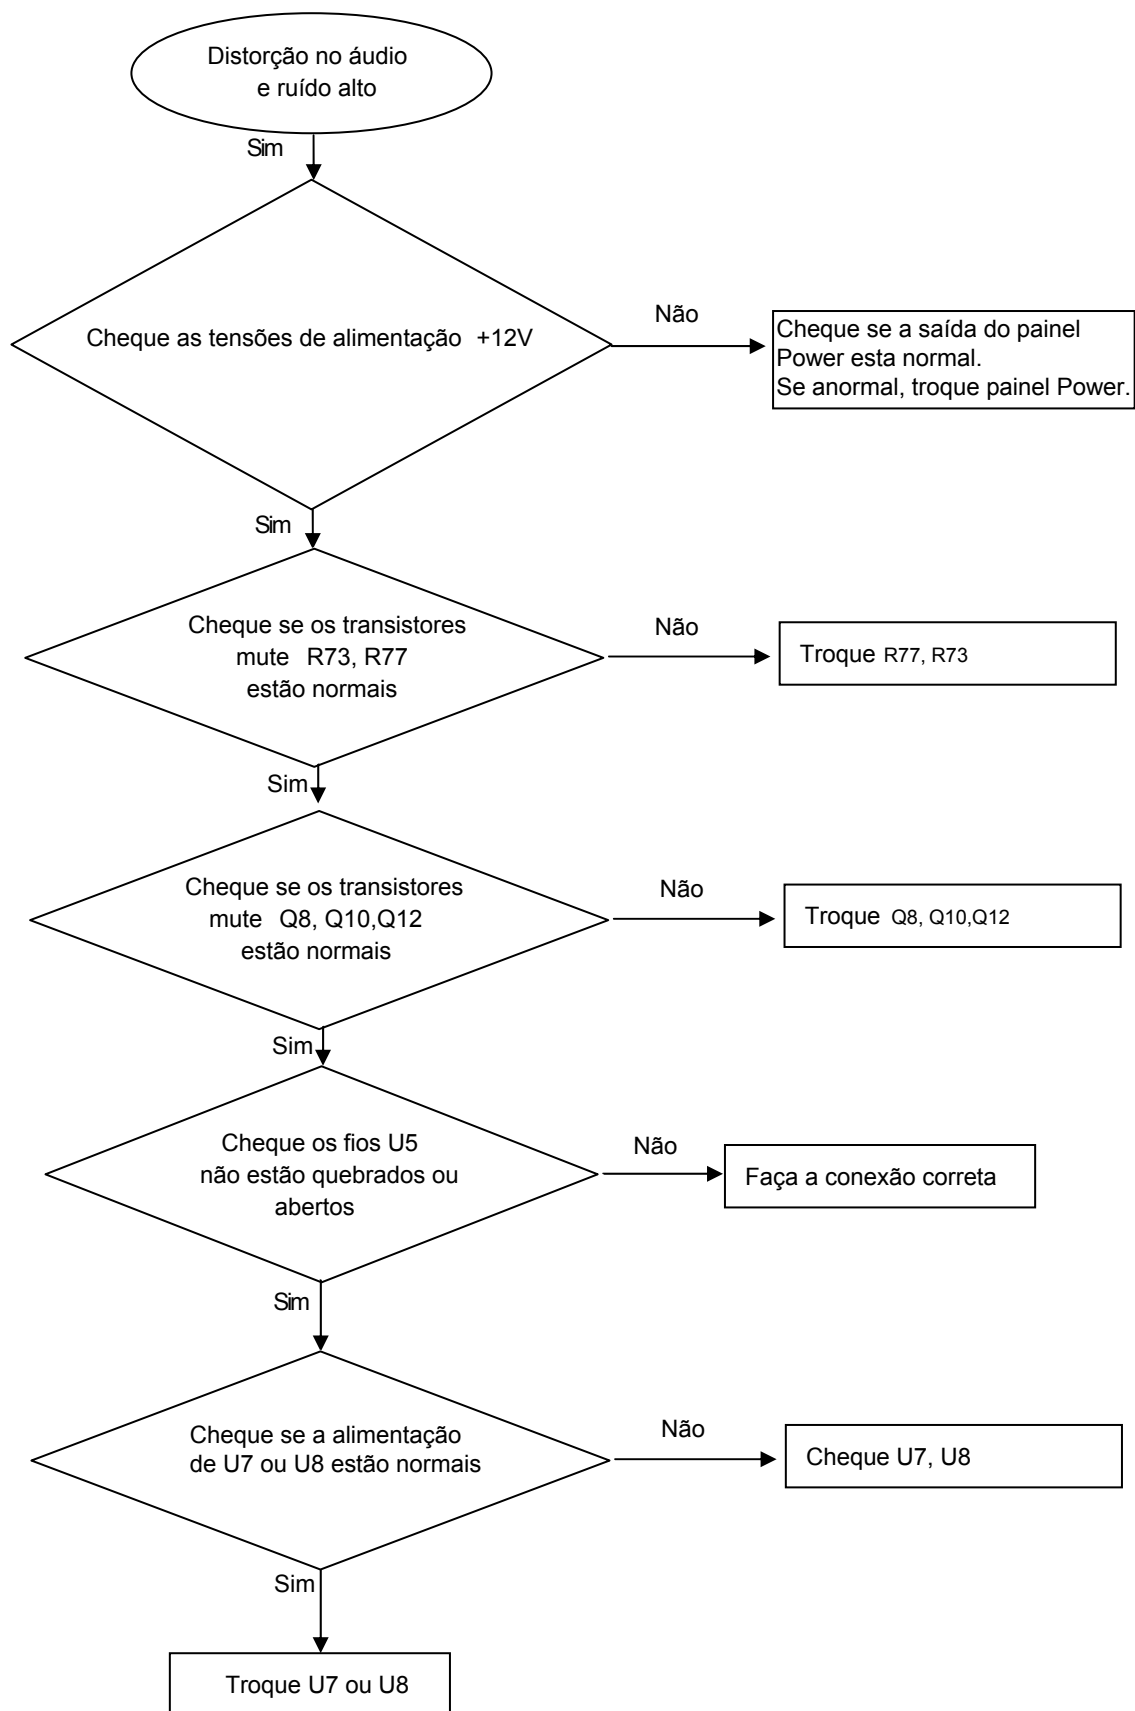 Distorção no áudio
e ruído alto
Sim
Cheque as tensões de alimentação +12V
Não
Cheque se a saída do painel
Power esta normal.
Se anormal, troque painel Power.
Sim
Cheque se os transistores
mute R73, R77
estão normais
Não
Troque R77, R73
Sim
Cheque se os transistores
mute Q8, Q10,Q12
estão normais
Não
Troque Q8, Q10,Q12
Sim
Cheque os fios U5
não estão quebrados ou
abertos
Não
Faça a conexão correta
Sim
Cheque se a alimentação
de U7 ou U8 estão normais
Não
Cheque U7, U8
Sim
Troque U7 ou U8